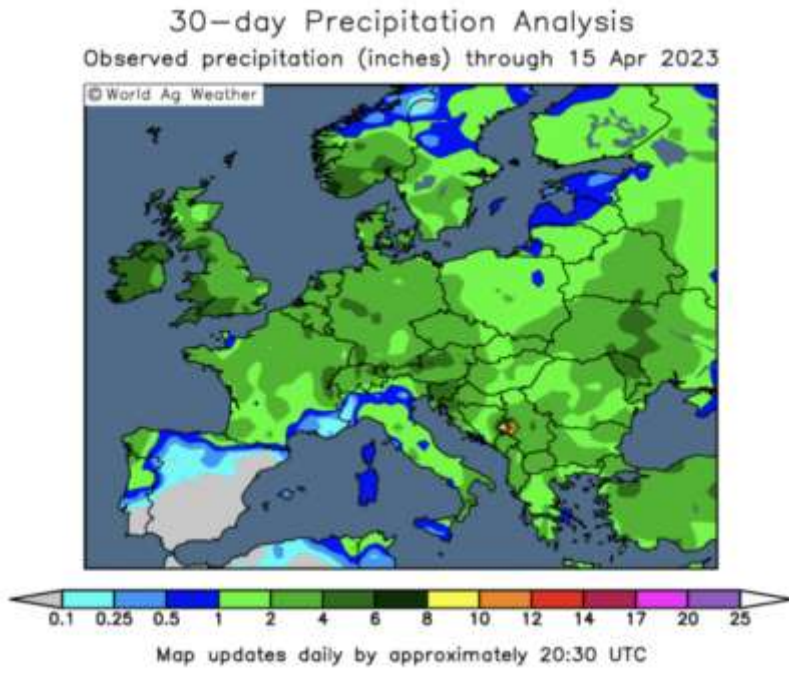 30-day Precipitation Analysis
Observed precipitation (inches) through 15 Apr 2023
© World Ag Weather
0.1 0.25 0.5 1 2 4 6 8 10 12 14 17 20 25
Map updates daily by approximately 20:30 UTC